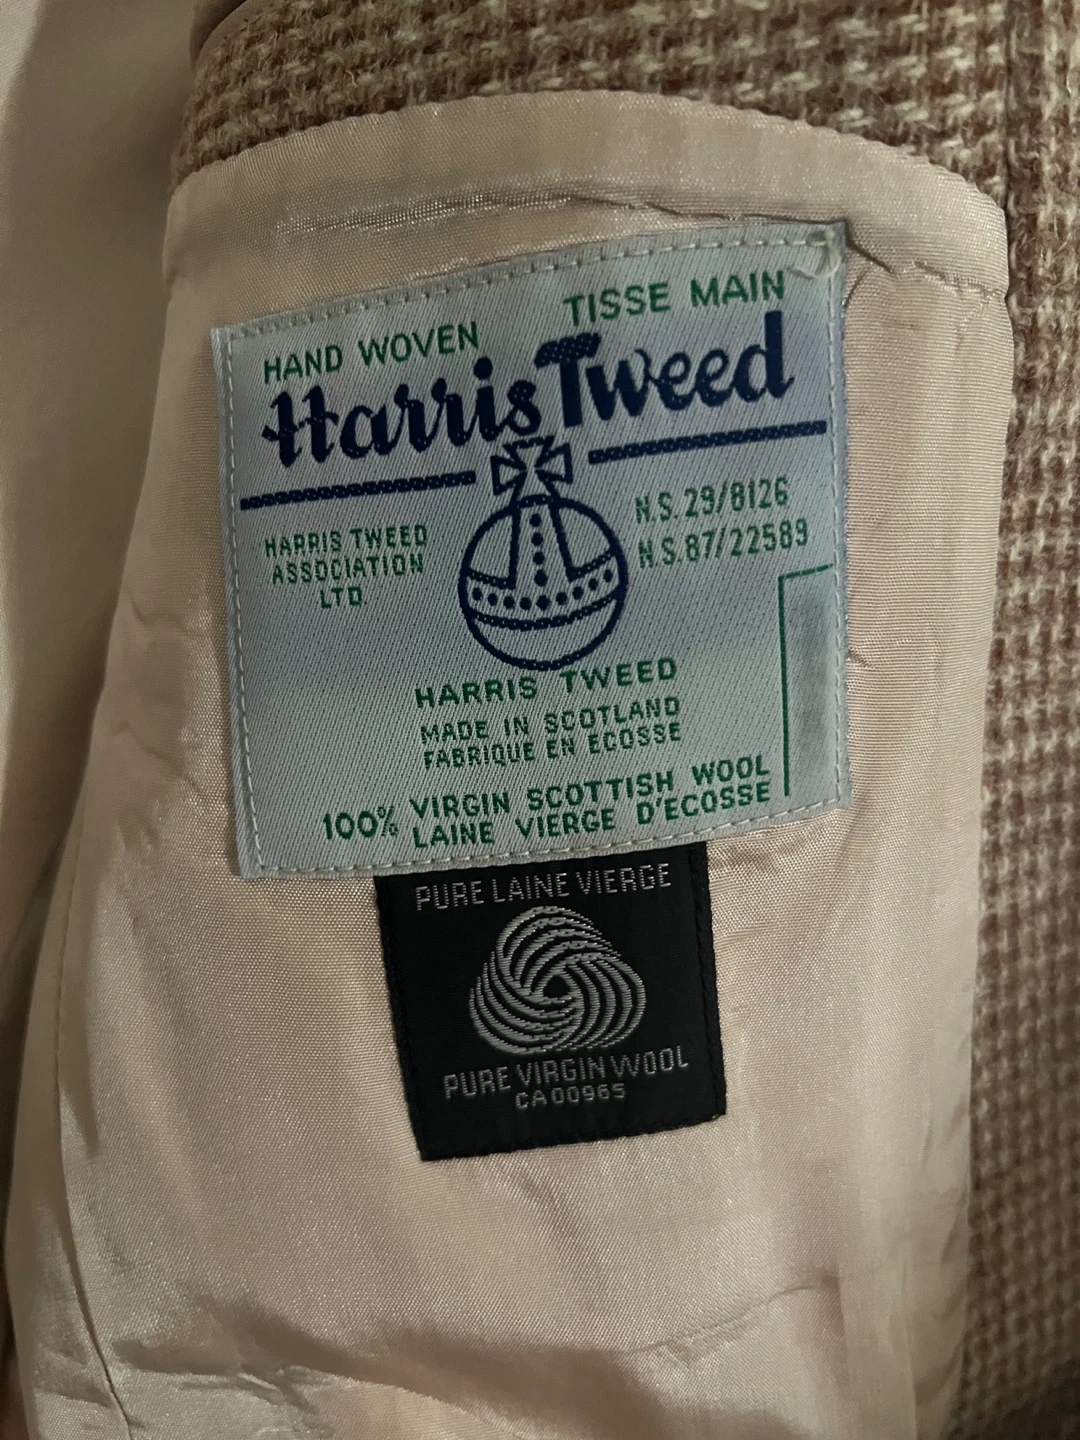 HAND WOVEN TISSE MAIN
Harris Tweed
HARRIS TWEED
ASSOCIATION
LTD.
N.S. 29/8126
N.S. 87/22589
HARRIS TWEED
MADE IN SCOTLAND
FABRIQUE EN ECOSSE
100% VIRGIN SCOTTISH WOOL
LAINE VIERGE D'ECOSSE
PURE LAINE VIERGE
PURE VIRGIN WOOL
CA00965